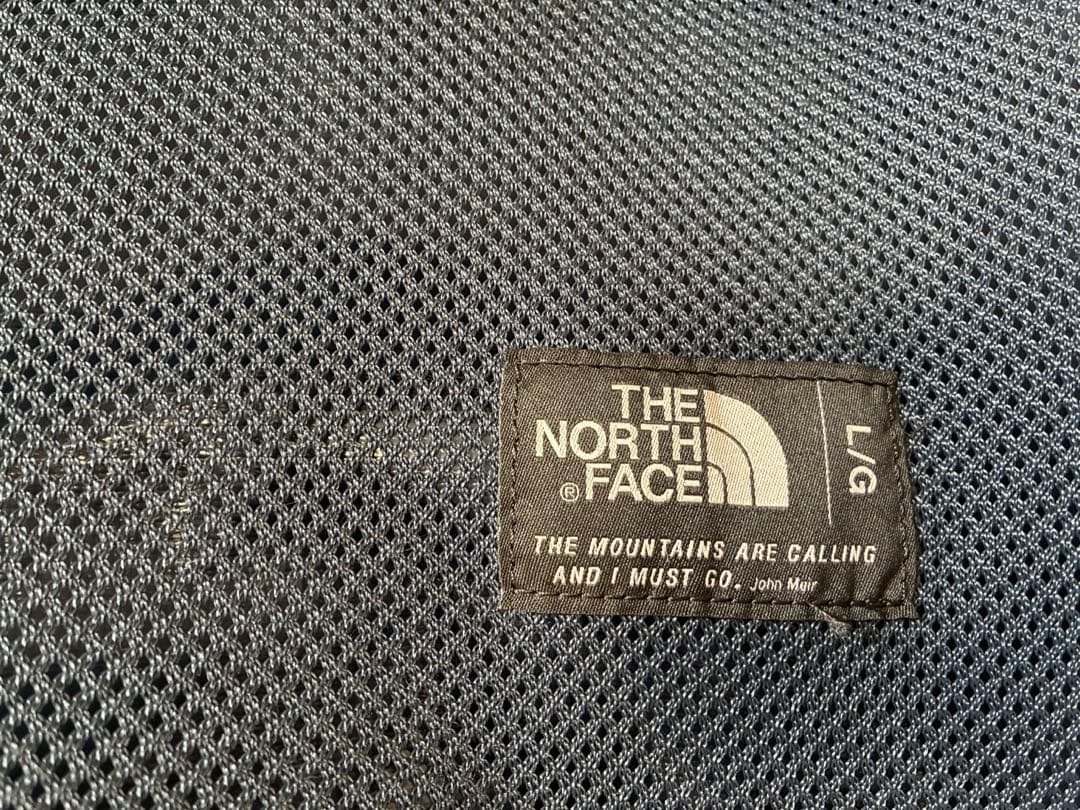 THE
NORTH
® FACE
L/G
THE MOUNTAINS ARE CALLING
AND I MUST GO. John Muir